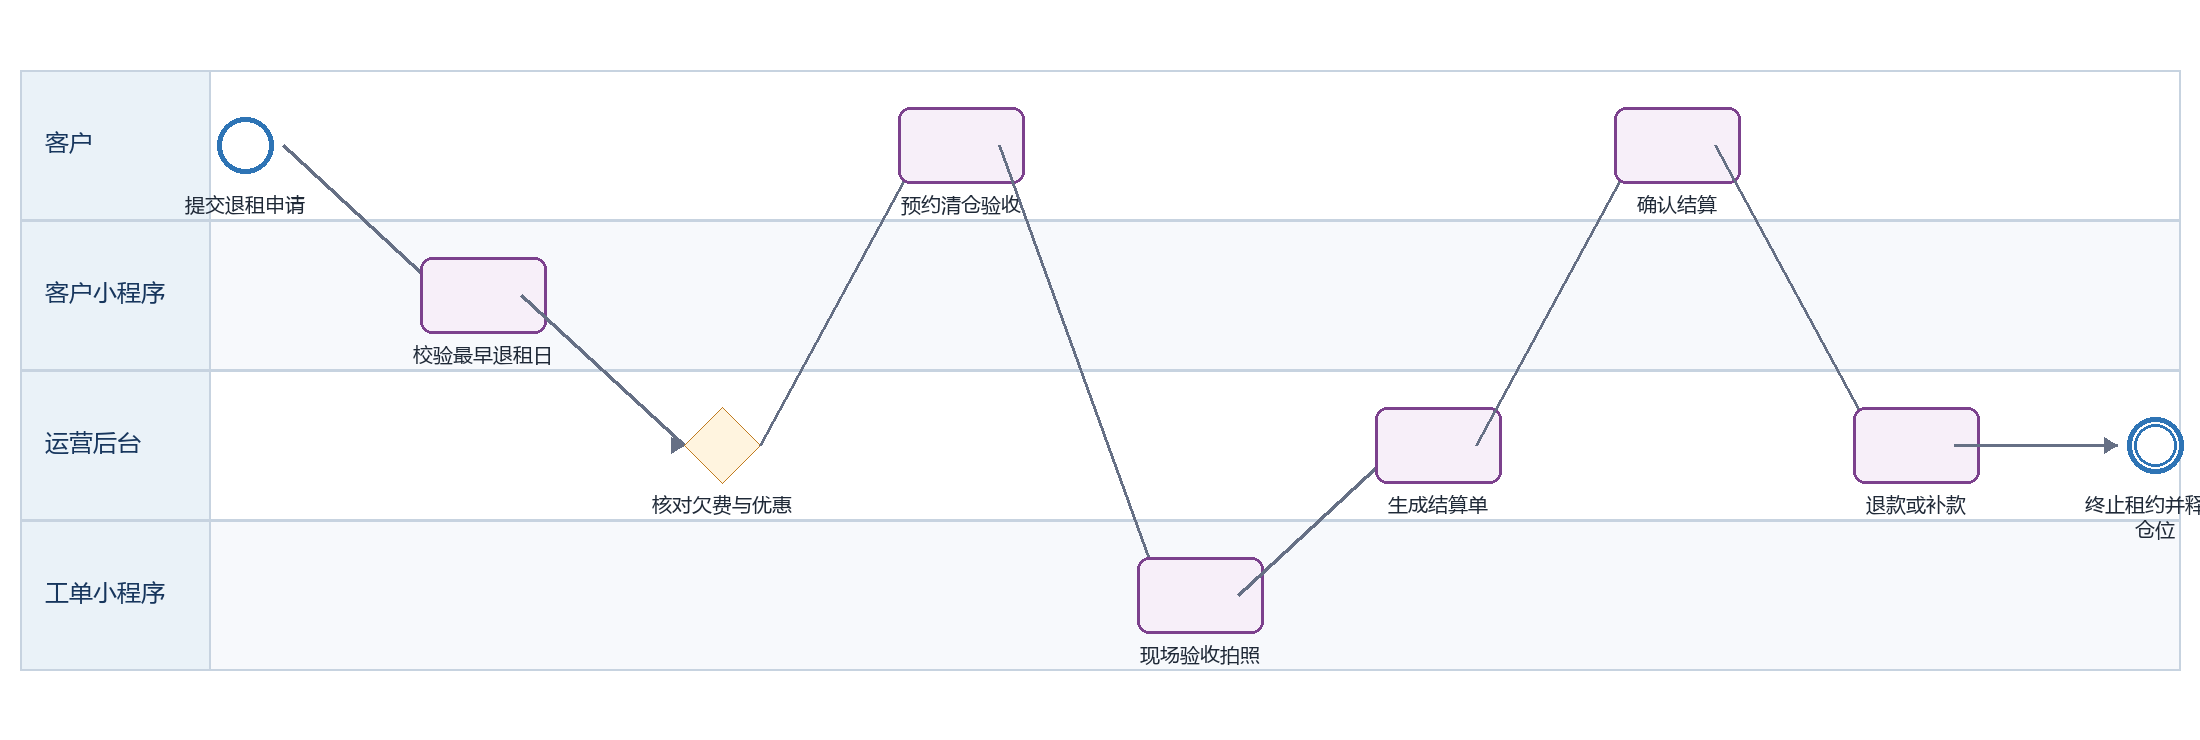 客户
提交退租申请
预约清仓验收
确认结算
客户小程序
校验最早退租日
运营后台
核对欠费与优惠
生成结算单
退款或补款
终止租约并释
仓位
工单小程序
现场验收拍照